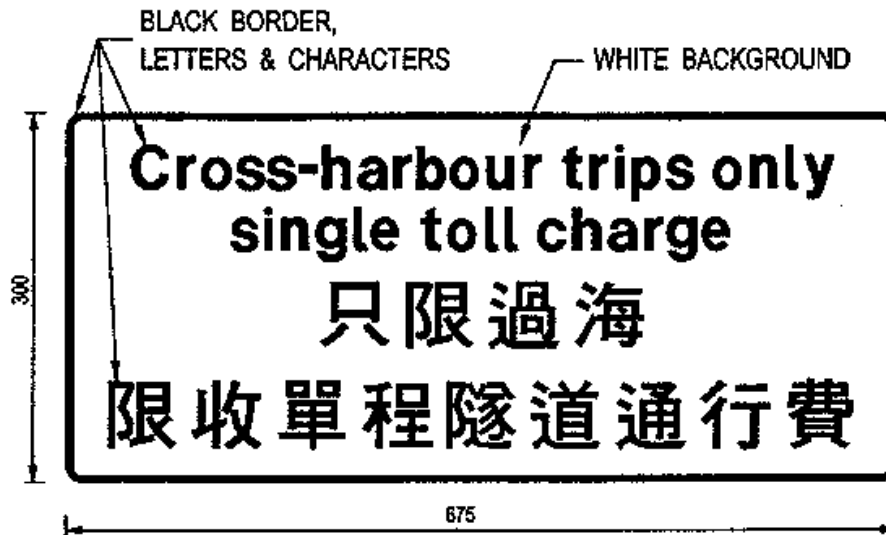 BLACK BORDER,
LETTERS & CHARACTERS
WHITE BACKGROUND
300
Cross-harbour trips only
single toll charge
只限過海
限收單程隧道通行費
675